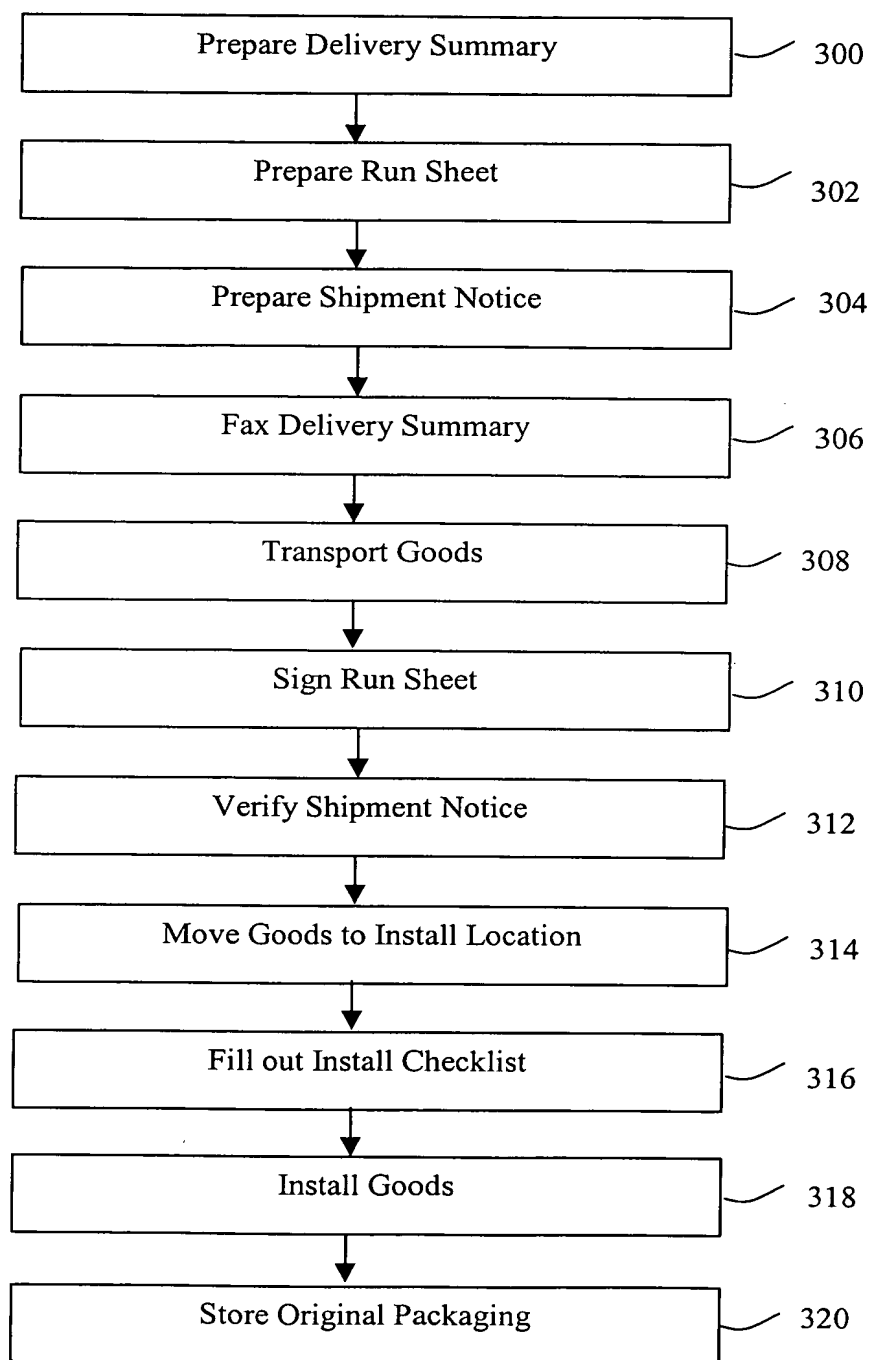 Prepare Delivery Summary
300
Prepare Run Sheet
302
Prepare Shipment Notice
304
Fax Delivery Summary
306
Transport Goods
308
Sign Run Sheet
310
Verify Shipment Notice
312
Move Goods to Install Location
314
Fill out Install Checklist
316
Install Goods
318
Store Original Packaging
320